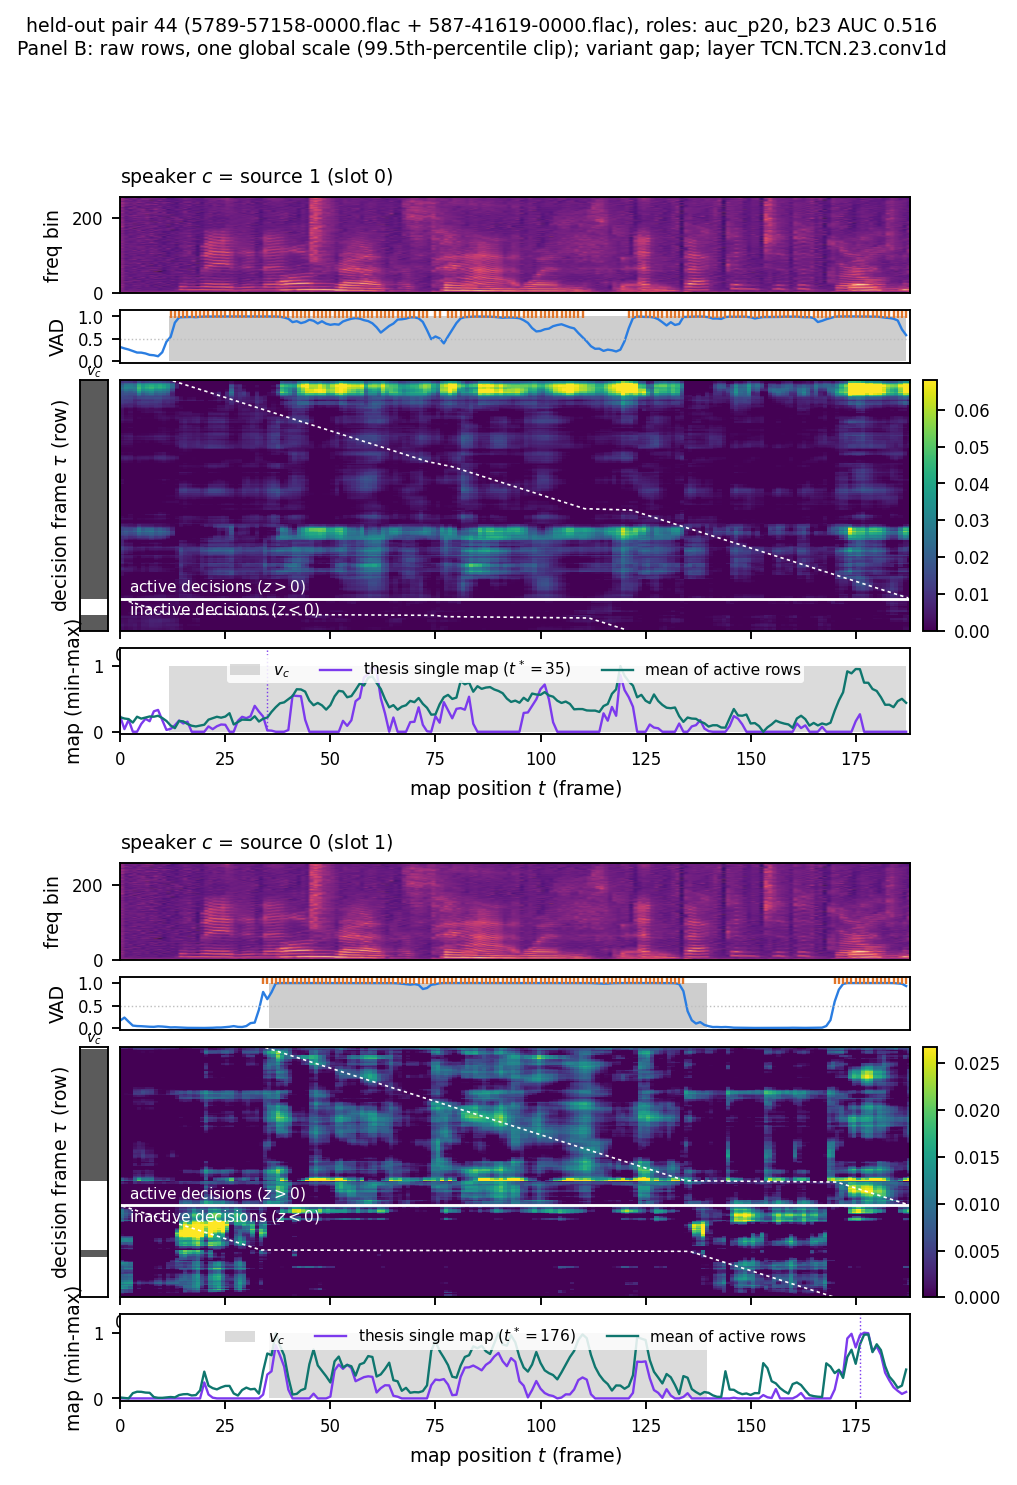 held-out pair 44 (5789-57158-0000.flac + 587-41619-0000.flac), roles: auc_p20, b23 AUC 0.516
Panel B: raw rows, one global scale (99.5th-percentile clip); variant gap; layer TCN.TCN.23.conv1d
speaker c = source 1 (slot 0)
freq bin
200
0
VAD
1.0
0.5
0.0
v_c
decision frame τ (row)
active decisions (z > 0)
inactive decisions (z < 0)
0.06
0.05
0.04
0.03
0.02
0.01
0.00
map (min-max)
1
0
v_c
thesis single map (t* = 35)
mean of active rows
0 25 50 75 100 125 150 175
map position t (frame)
speaker c = source 0 (slot 1)
freq bin
200
0
VAD
1.0
0.5
0.0
v_c
decision frame τ (row)
active decisions (z > 0)
inactive decisions (z < 0)
0.025
0.020
0.015
0.010
0.005
0.000
map (min-max)
1
0
v_c
thesis single map (t* = 176)
mean of active rows
0 25 50 75 100 125 150 175
map position t (frame)